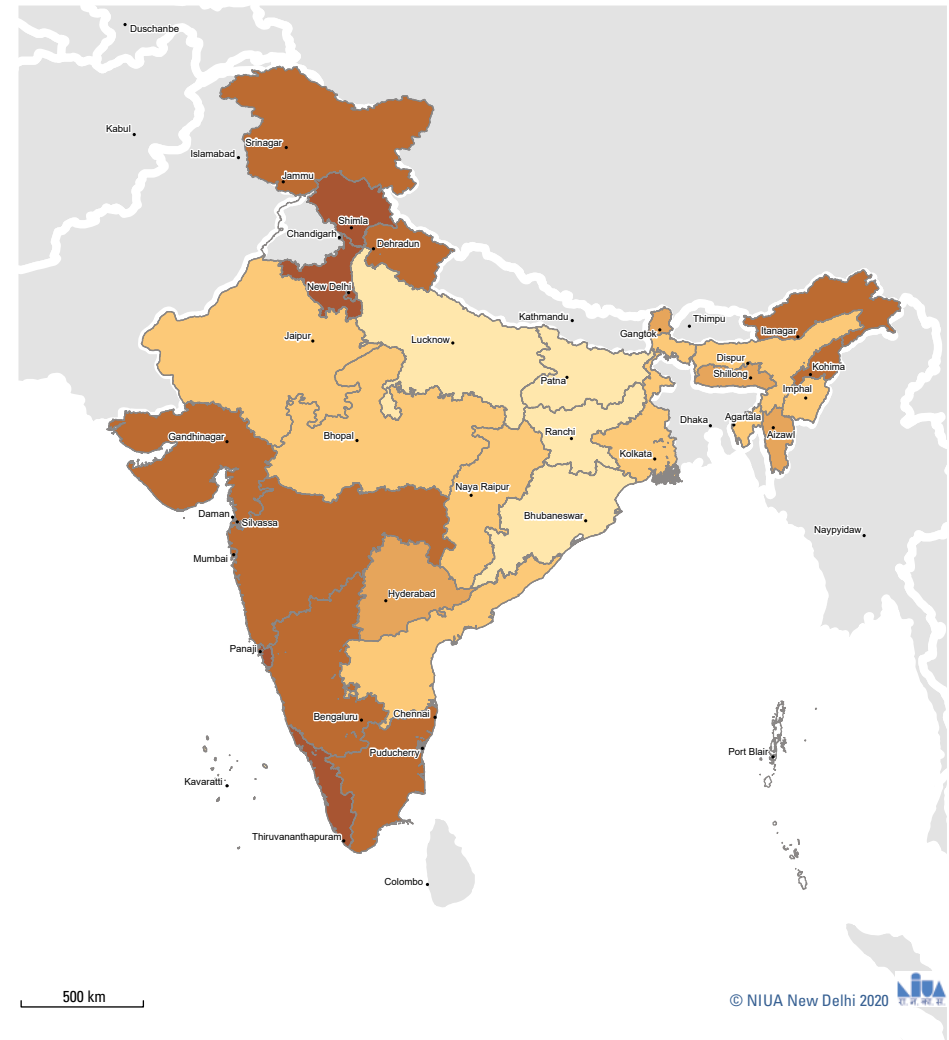 Duschanbe
Kabul
Islamabad
Srinagar
Jammu
Shimla
Chandigarh
Dehradun
New Delhi
Kathmandu
Thimpu
Gangtok
Itanagar
Jaipur
Lucknow
Dispur
Shillong
Kohima
Patna
Imphal
Gandhinagar
Bhopal
Ranchi
Dhaka
Agartala
Aizawl
Kolkata
Naya Raipur
Daman
Silvassa
Bhubaneswar
Naypyidaw
Mumbai
Hyderabad
Panaji
Bengaluru
Chennai
Puducherry
Port Blair
Kavaratti
Thiruvananthapuram
Colombo
500 km
© NIUA New Delhi 2020
NIUA
रा. न. का. सं.